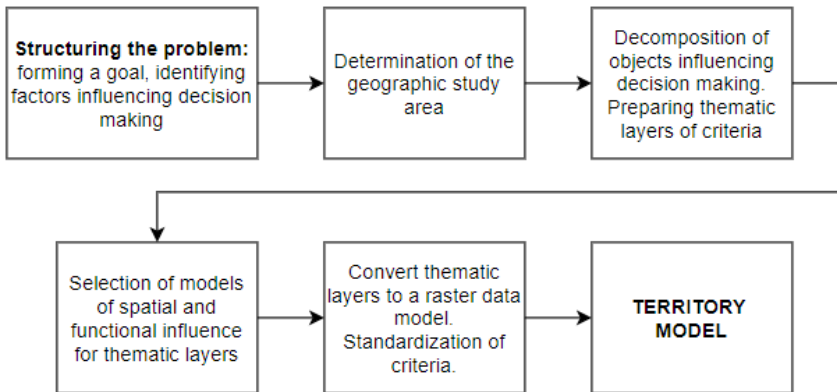 Structuring the problem:
forming a goal, identifying
factors influencing decision
making
Determination of the
geographic study
area
Decomposition of
objects influencing
decision making.
Preparing thematic
layers of criteria
Selection of models
of spatial and
functional influence
for thematic layers
Convert thematic
layers to a raster data
model.
Standardization of
criteria.
TERRITORY
MODEL